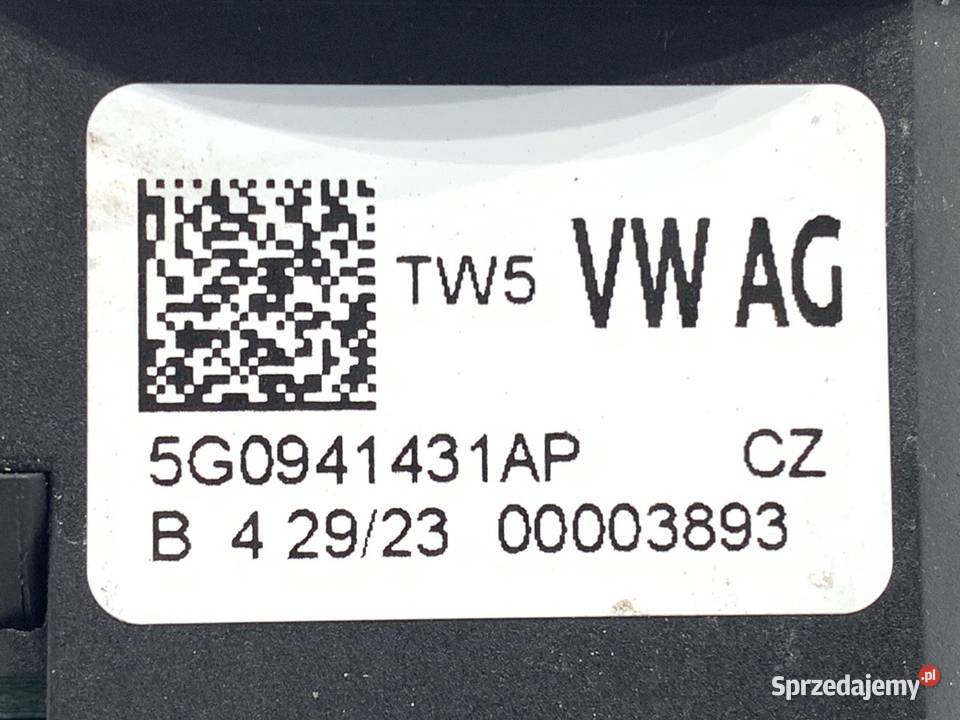 TW5 VW AG
5G0941431AP CZ
B 4 29/23 00003893
Sprzedajemy.pl